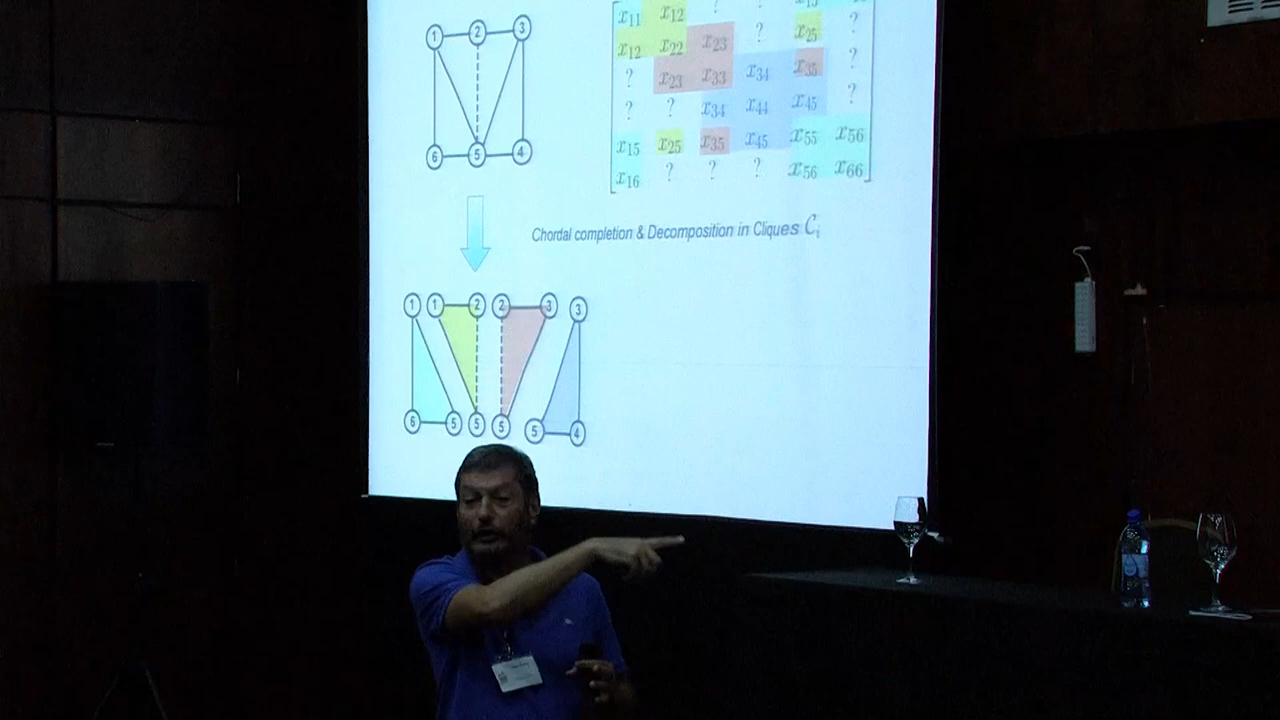 1 2 3
6 5 4
x11 x12 ? ? x15
x12 x22 x23 ? x25 ?
? x23 x33 x34 x35 ?
? ? x34 x44 x45 ?
x15 x25 x35 x45 x55 x56
x16 ? ? ? x56 x66
Chordal completion & Decomposition in Cliques Ci
1 1 2 2 3 3
6 5 5 5 5 4